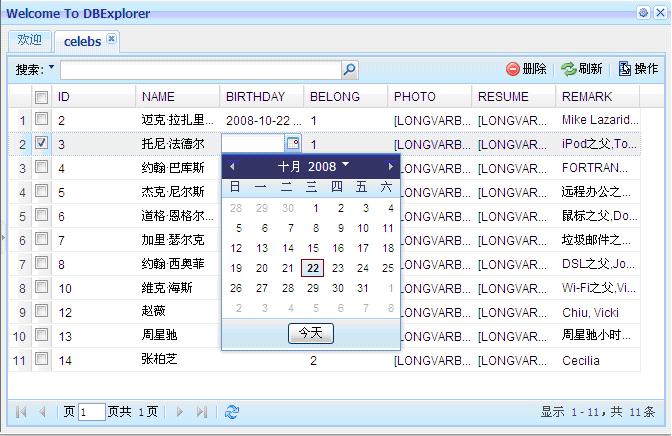 Welcome To DBExplorer
欢迎 celebs
搜索: 删除 刷新 操作
ID NAME BIRTHDAY BELONG PHOTO RESUME REMARK
1 2 迈克·拉扎里... 2008-10-22 ... 1 [LONGVARB... [LONGVAR... Mike Lazarid...
2 3 托尼·法德尔 1 [LONGVARB... [LONGVAR... iPod之父,To...
3 4 约翰·巴库斯 [LONGVARB... [LONGVAR... FORTRAN...
4 5 杰克·尼尔斯 [LONGVARB... [LONGVAR... 远程办公之...
5 6 道格·恩格尔... [LONGVARB... [LONGVAR... 鼠标之父,Do...
6 7 加里·瑟尔克 [LONGVARB... [LONGVAR... 垃圾邮件之...
7 8 约翰·西奥菲 [LONGVARB... [LONGVAR... DSL之父,Jo...
8 10 维克·海斯 [LONGVARB... [LONGVAR... Wi-Fi之父,Vi...
9 12 赵薇 [LONGVARB... [LONGVAR... Chiu, Vicki
10 13 周星驰 [LONGVARB... [LONGVAR... 周星驰小时...
11 14 张柏芝 2 [LONGVARB... [LONGVAR... Cecilia
十月 2008
日 一 二 三 四 五 六
28 29 30 1 2 3 4
5 6 7 8 9 10 11
12 13 14 15 16 17 18
19 20 21 22 23 24 25
26 27 28 29 30 31 1
2 3 4 5 6 7 8
今天
页 1 页共 1 页 显示 1 - 11，共 11 条